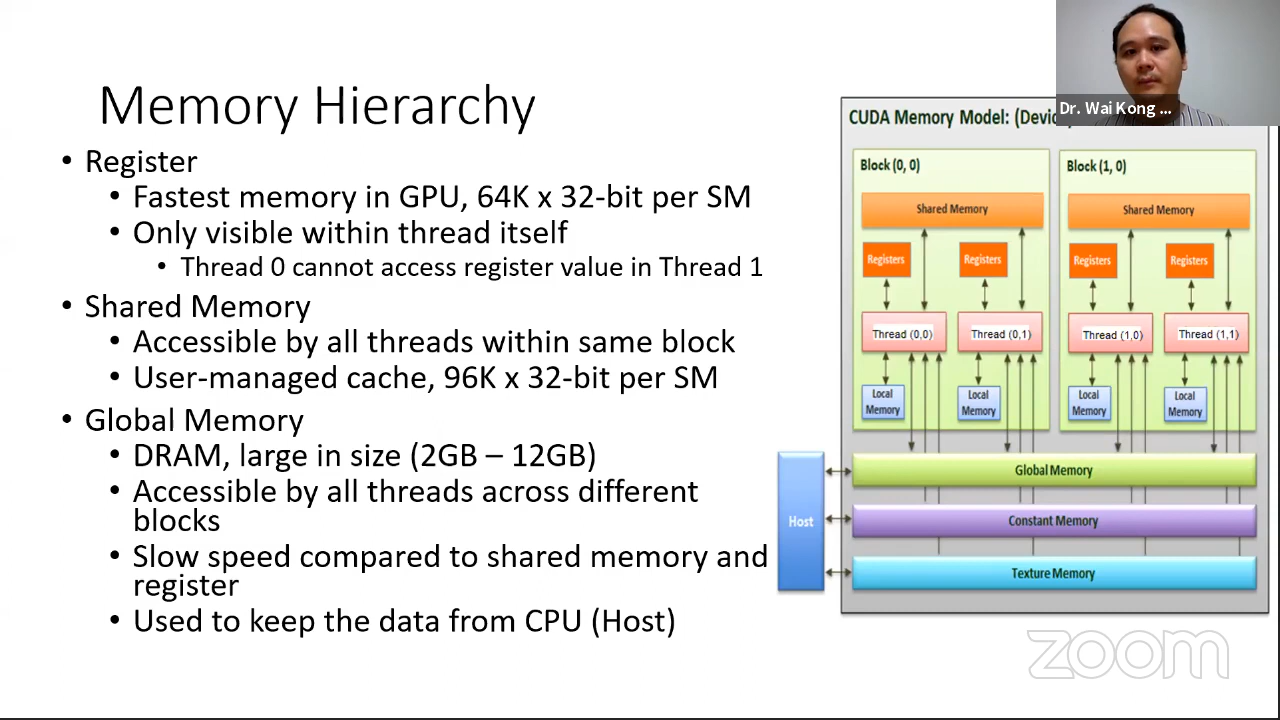 Memory Hierarchy
• Register
• Fastest memory in GPU, 64K x 32-bit per SM
• Only visible within thread itself
• Thread 0 cannot access register value in Thread 1
• Shared Memory
• Accessible by all threads within same block
• User-managed cache, 96K x 32-bit per SM
• Global Memory
• DRAM, large in size (2GB – 12GB)
• Accessible by all threads across different
blocks
• Slow speed compared to shared memory and
register
• Used to keep the data from CPU (Host)
Dr. Wai Kong ...
CUDA Memory Model:
Block (0, 0)
Block (1, 0)
Shared Memory
Shared Memory
Registers
Registers
Registers
Registers
Thread (0,0)
Thread (0,1)
Thread (1,0)
Thread (1,1)
Local
Memory
Local
Memory
Local
Memory
Local
Memory
Host
Global Memory
Constant Memory
Texture Memory
zoom